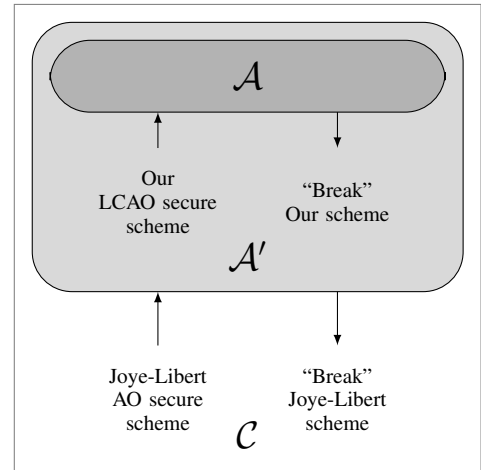 𝒜
Our
LCAO secure
scheme
“Break”
Our scheme
𝒜′
Joye-Libert
AO secure
scheme
“Break”
Joye-Libert
scheme
𝒞